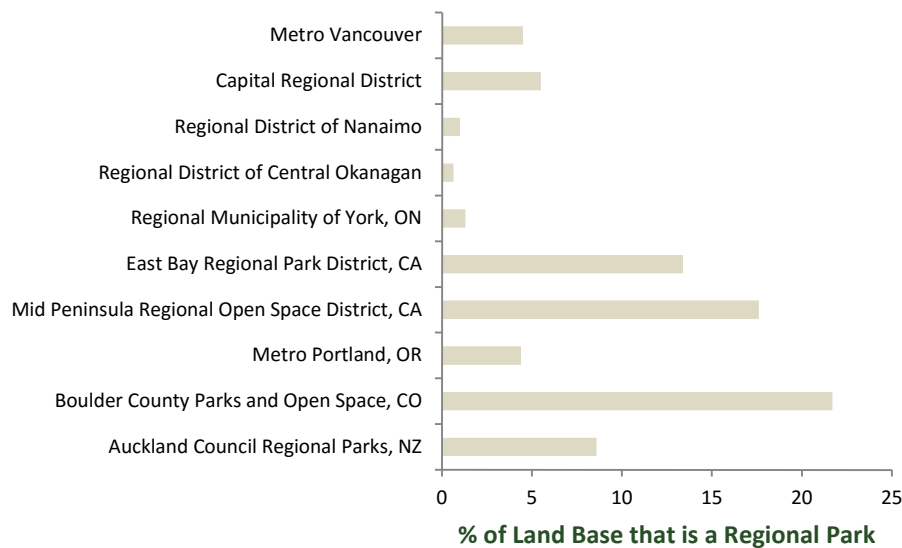 Metro Vancouver
Capital Regional District
Regional District of Nanaimo
Regional District of Central Okanagan
Regional Municipality of York, ON
East Bay Regional Park District, CA
Mid Peninsula Regional Open Space District, CA
Metro Portland, OR
Boulder County Parks and Open Space, CO
Auckland Council Regional Parks, NZ
0 5 10 15 20 25
% of Land Base that is a Regional Park